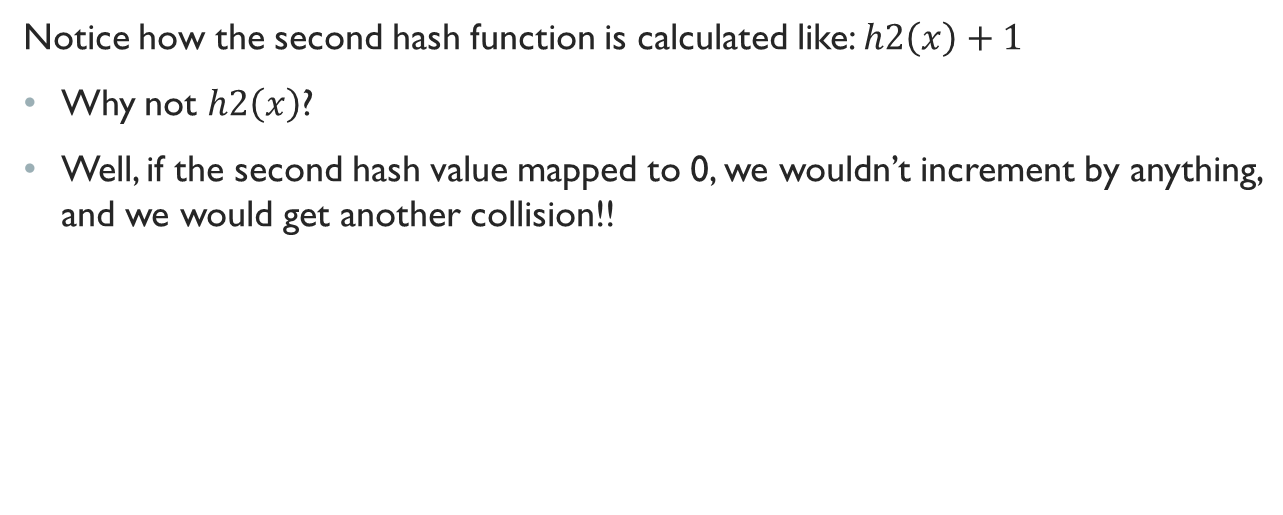 Notice how the second hash function is calculated like: h2(x) + 1
• Why not h2(x)?
• Well, if the second hash value mapped to 0, we wouldn’t increment by anything,
and we would get another collision!!